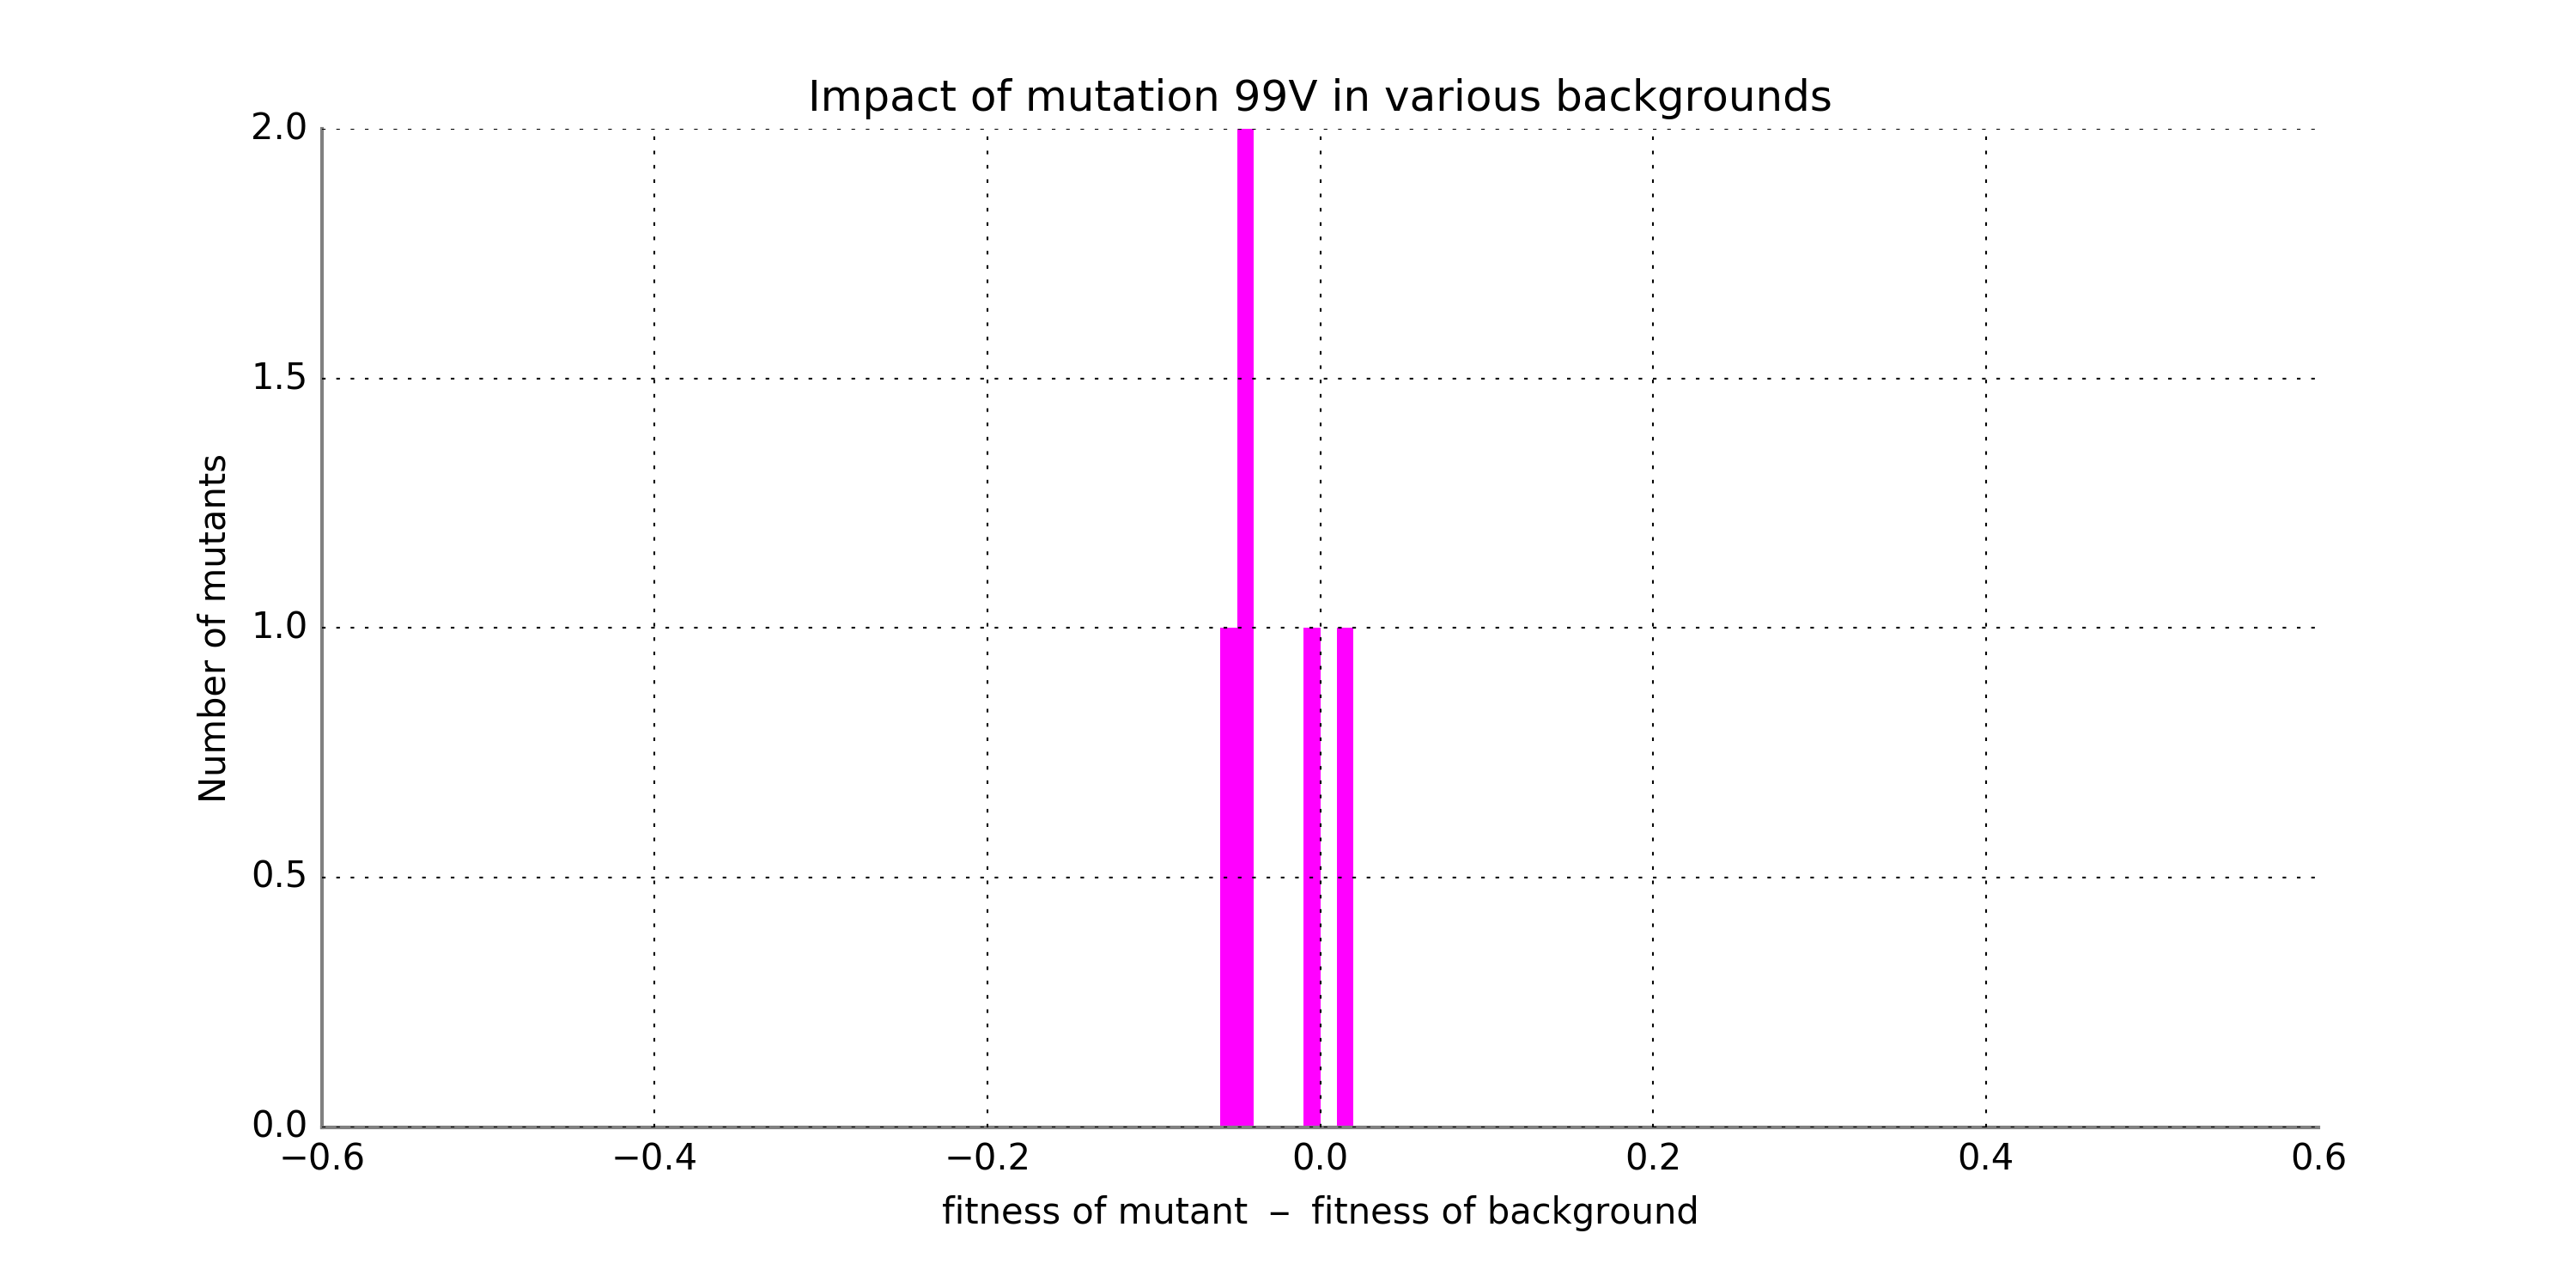 Impact of mutation 99V in various backgrounds
2.0
1.5
1.0
0.5
0.0
Number of mutants
−0.6 −0.4 −0.2 0.0 0.2 0.4 0.6
fitness of mutant − fitness of background